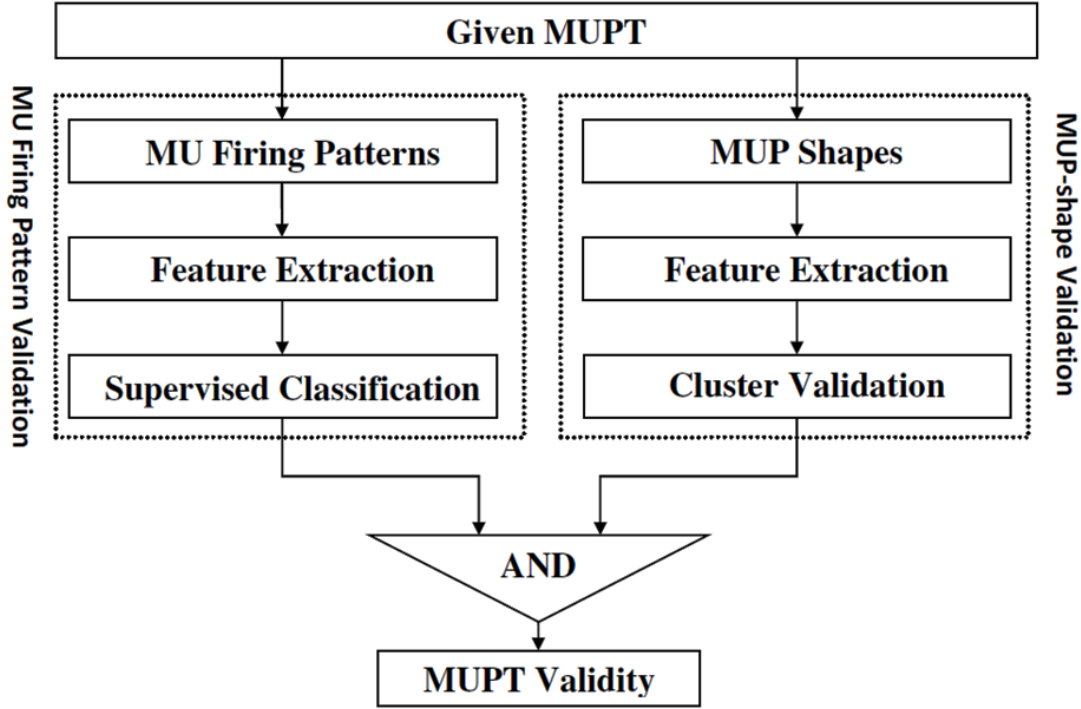 Given MUPT
MU Firing Pattern Validation
MU Firing Patterns
Feature Extraction
Supervised Classification
MUP Shapes
Feature Extraction
Cluster Validation
MUP-shape Validation
AND
MUPT Validity